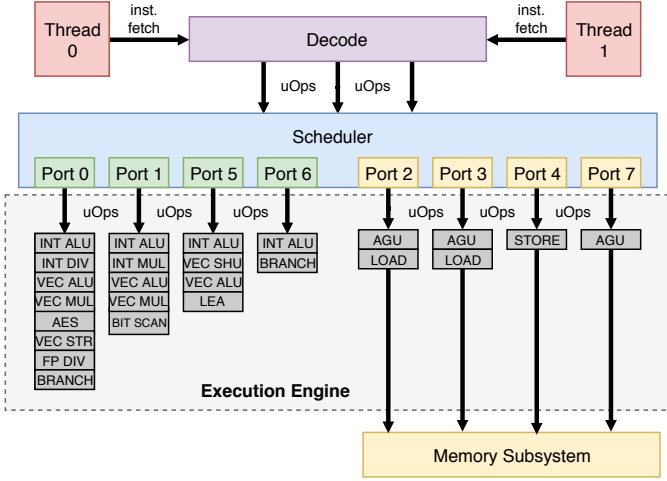 Thread
0
inst.
fetch
Decode
inst.
fetch
Thread
1
uOps
uOps
Scheduler
Port 0
Port 1
Port 5
Port 6
Port 2
Port 3
Port 4
Port 7
uOps
uOps
uOps
uOps
uOps
uOps
INT ALU
INT DIV
VEC ALU
VEC MUL
AES
VEC STR
FP DIV
BRANCH
INT ALU
INT MUL
VEC ALU
VEC MUL
BIT SCAN
INT ALU
VEC SHU
VEC ALU
LEA
INT ALU
BRANCH
AGU
LOAD
AGU
LOAD
STORE
AGU
Execution Engine
Memory Subsystem